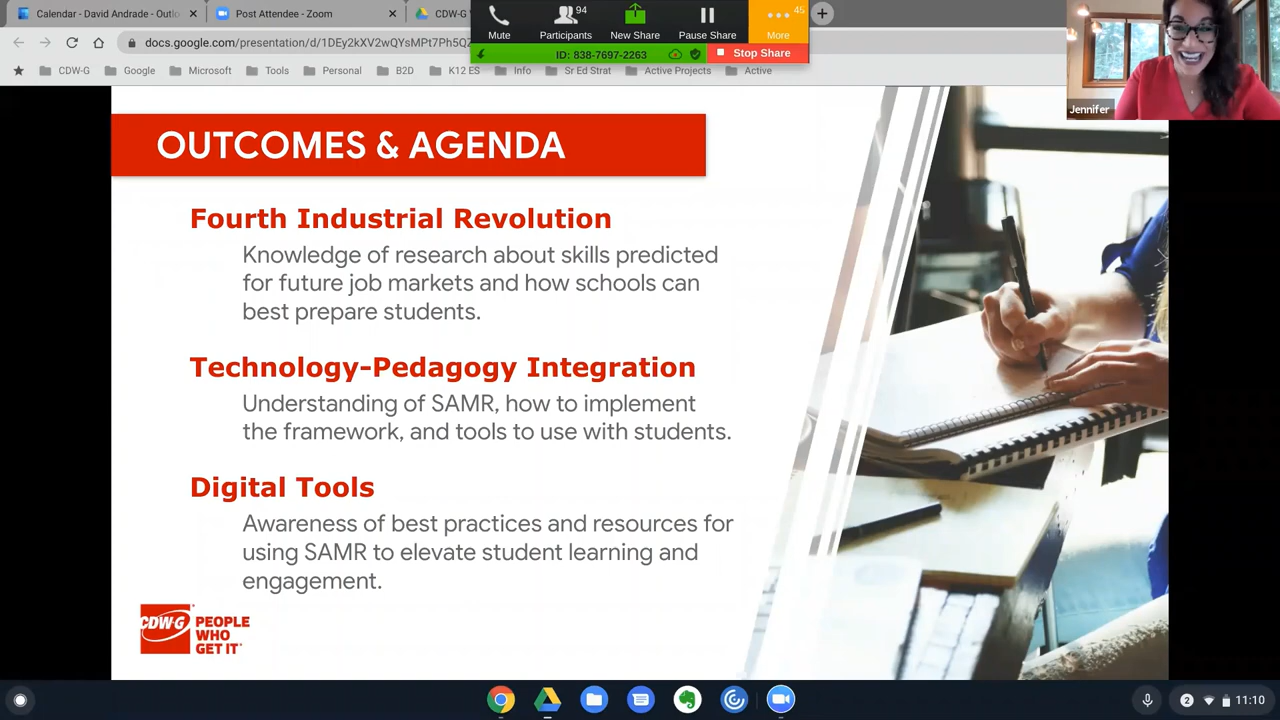 Calendar - David Andrade - Outlo
Post Attendee - Zoom
CDW-G
docs.google.com/presentation/d/1DEy2kXV2wQYsMPt7Ph5QZ
Mute
Participants
94
New Share
Pause Share
45
More
ID: 838-7697-2263
Stop Share
CDW-G
Google
Microsoft
Tools
Personal
B2D
K12 ES
Info
Sr Ed Strat
Active Projects
Active
Jennifer
OUTCOMES & AGENDA
Fourth Industrial Revolution
Knowledge of research about skills predicted
for future job markets and how schools can
best prepare students.
Technology-Pedagogy Integration
Understanding of SAMR, how to implement
the framework, and tools to use with students.
Digital Tools
Awareness of best practices and resources for
using SAMR to elevate student learning and
engagement.
CDW·G
PEOPLE
WHO
GET IT
2
11:10